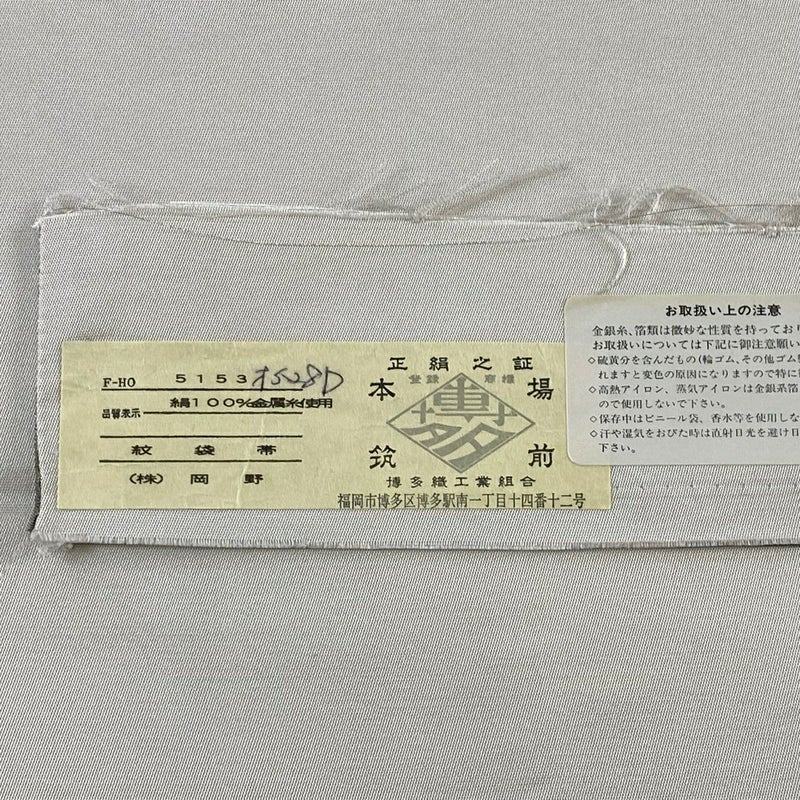 F-HO 5153
品質表示 絹100%金属糸使用
紋袋帯
(株) 岡野
正絹之証
登録 商標
本場
博多
筑前
博多織工業組合
福岡市博多区博多駅南一丁目十四番十二号
お取扱い上の注意
金銀糸、箔類は微妙な性質を持ってお
お取扱いについては下記に御注意願い
◇硫黄分を含んだもの(輪ゴム、その他ゴム
れますと変色の原因になりますので特に
◇高熱アイロン、蒸気アイロンは金銀糸箔
ので使用しないで下さい。
◇保存中はビニール袋、香水等を使用しな
◇汗や湿気をおびた時は直射日光を避け日
下さい。